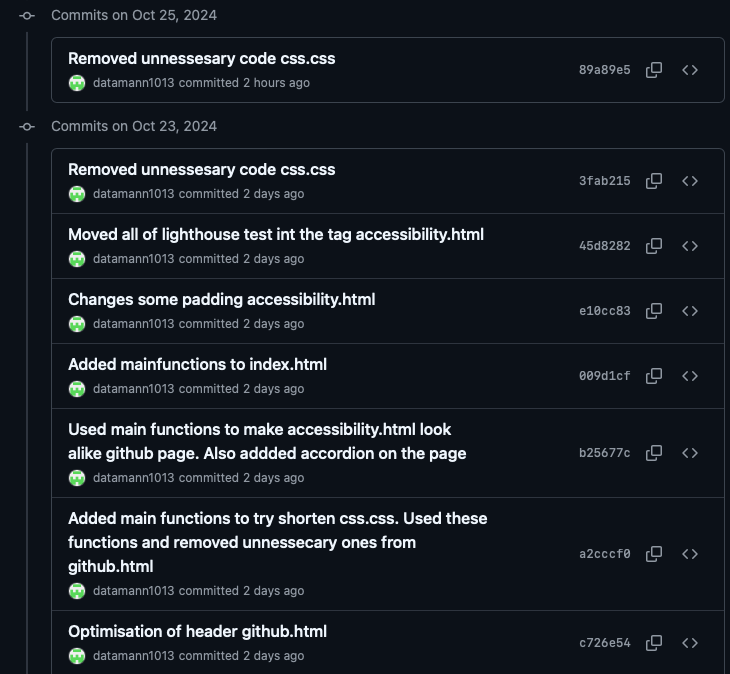 Commits on Oct 25, 2024
Removed unnessesary code css.css
89a89e5
datamann1013 committed 2 hours ago
Commits on Oct 23, 2024
Removed unnessesary code css.css
3fab215
datamann1013 committed 2 days ago
Moved all of lighthouse test int the tag accessibility.html
45d8282
datamann1013 committed 2 days ago
Changes some padding accessibility.html
e10cc83
datamann1013 committed 2 days ago
Added mainfunctions to index.html
009d1cf
datamann1013 committed 2 days ago
Used main functions to make accessibility.html look
alike github page. Also addded accordion on the page
b25677c
datamann1013 committed 2 days ago
Added main functions to try shorten css.css. Used these
functions and removed unnessecary ones from
github.html
a2cccf0
datamann1013 committed 2 days ago
Optimisation of header github.html
c726e54
datamann1013 committed 2 days ago